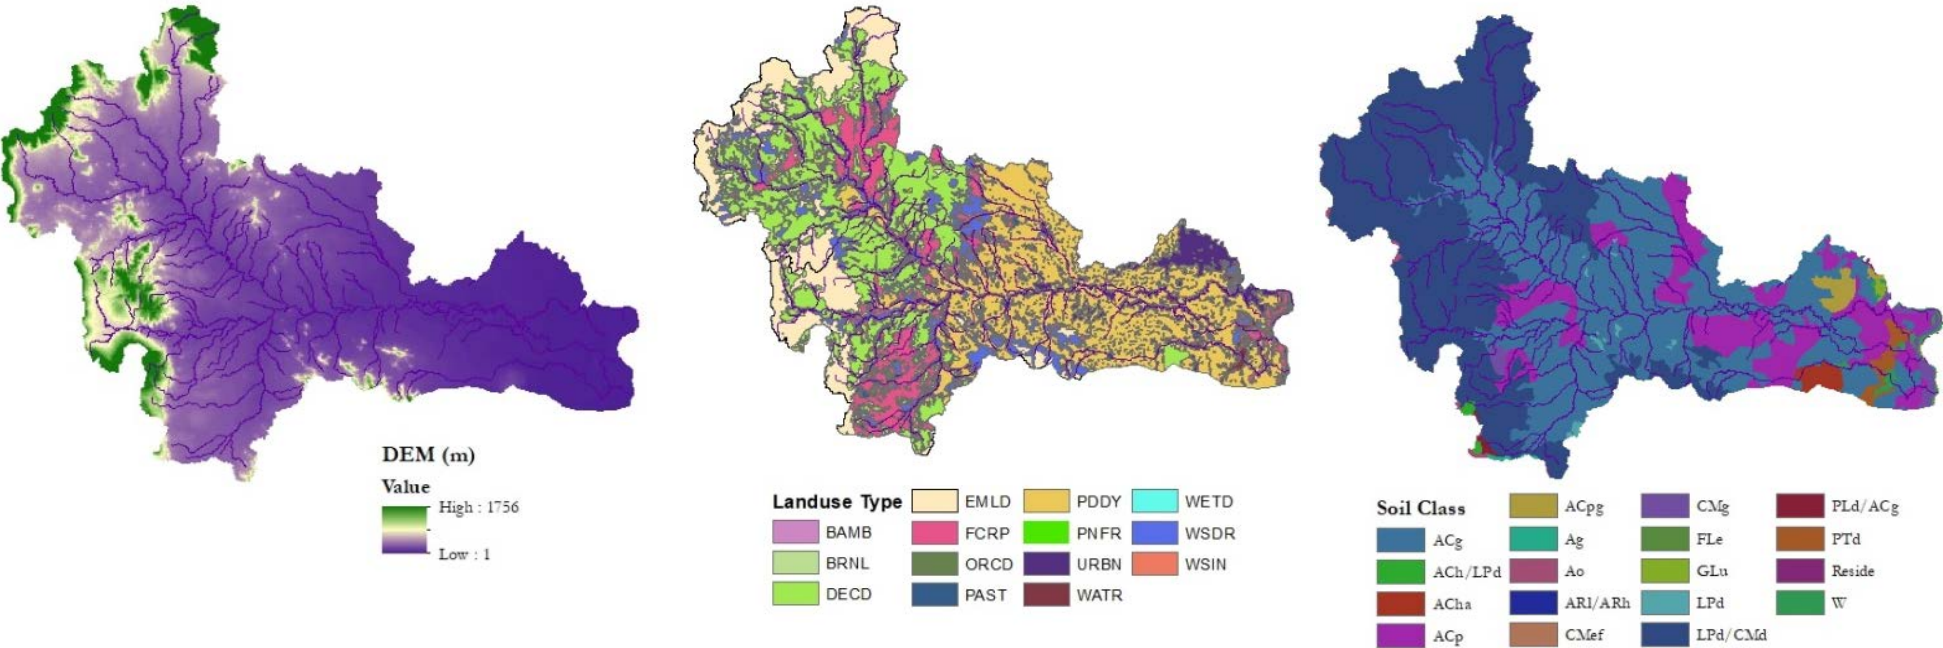 DEM (m)
Value
High : 1756
Low : 1
Landuse Type
BAMB
BRNL
DECD
EMLD
FCRP
ORCD
PAST
PDDY
PNFR
URBN
WATR
WETD
WSDR
WSIN
Soil Class
ACg
ACh/LPd
ACha
ACp
ACpg
Ag
Ao
ARl/ARh
CMef
CMg
FLe
GLu
LPd
LPd/CMd
PLd/ACg
PTd
Reside
W